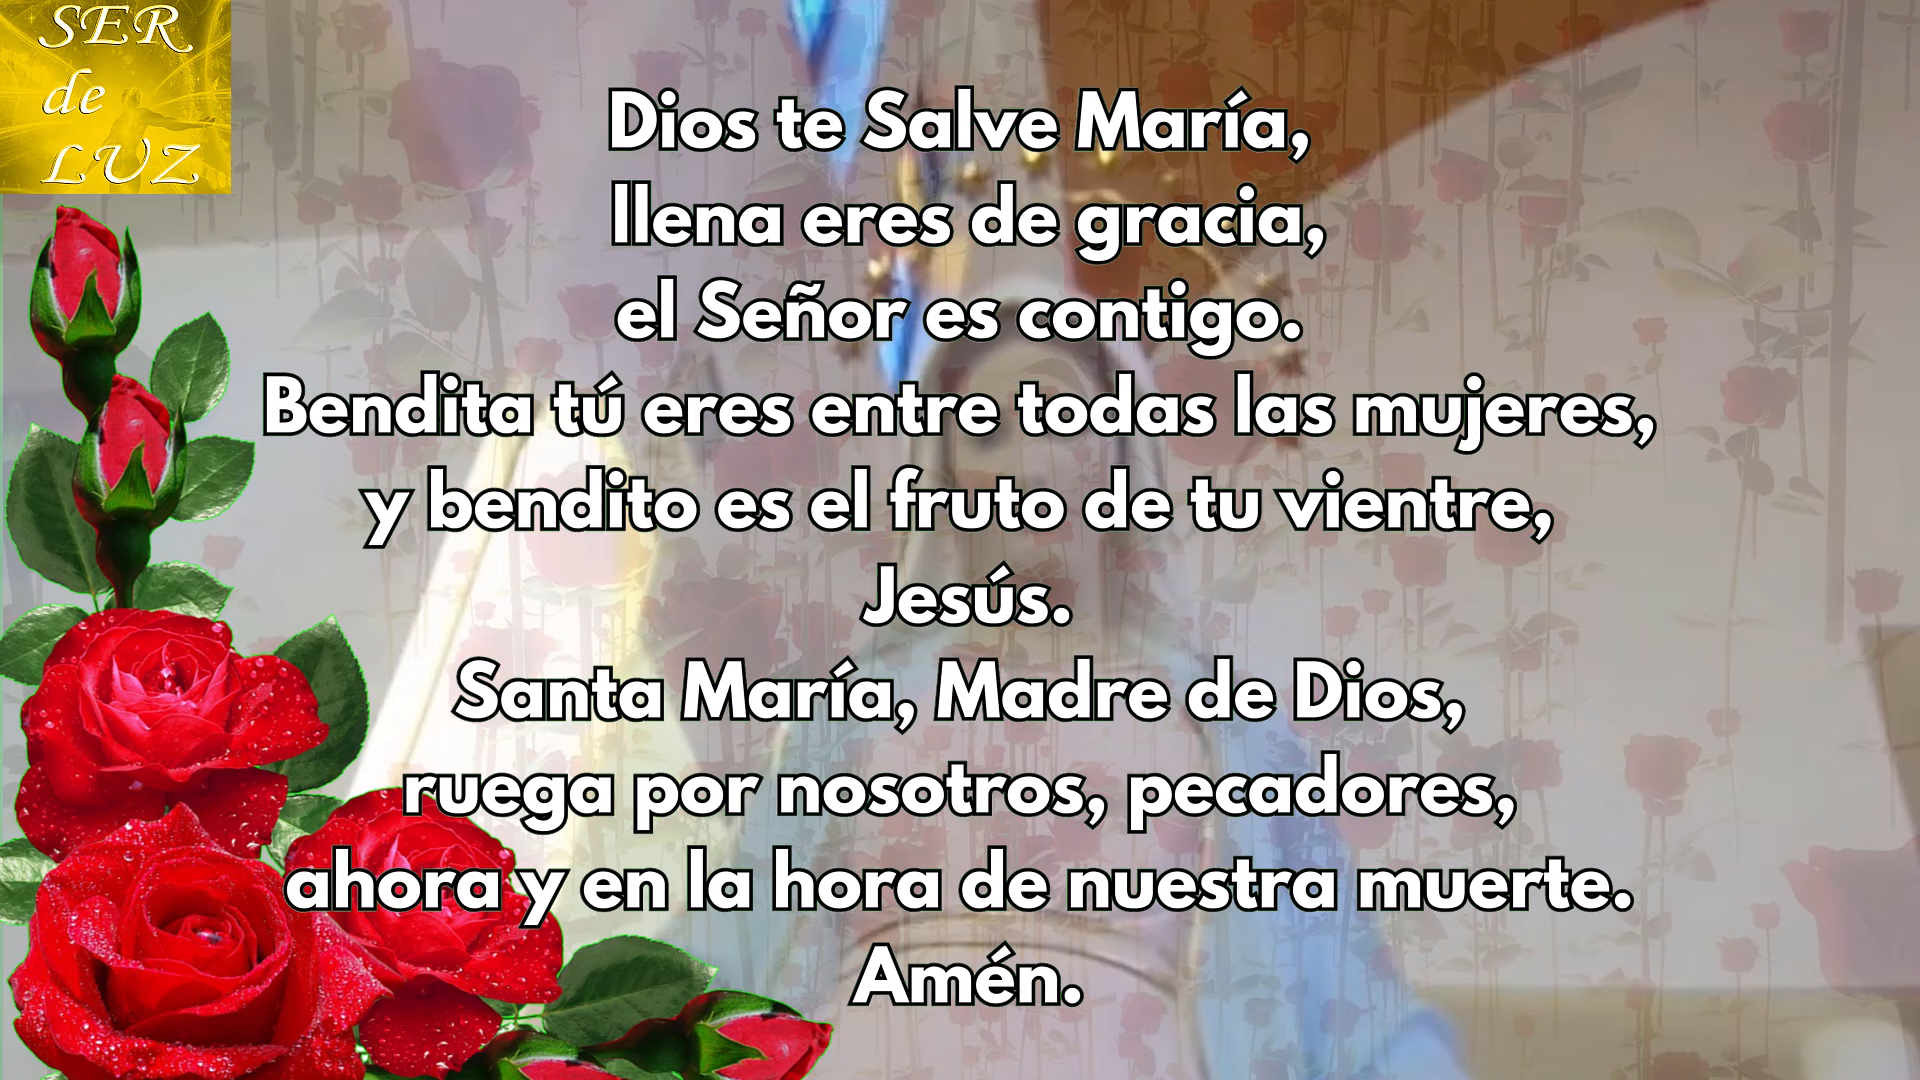 SER
de
LUZ
Dios te Salve María,
llena eres de gracia,
el Señor es contigo.
Bendita tú eres entre todas las mujeres,
y bendito es el fruto de tu vientre,
Jesús.
Santa María, Madre de Dios,
ruega por nosotros, pecadores,
ahora y en la hora de nuestra muerte.
Amén.